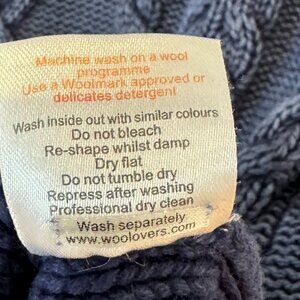 Machine wash on a wool
programme
Use a Woolmark approved or
delicates detergent
Wash inside out with similar colours
Do not bleach
Re-shape whilst damp
Dry flat
Do not tumble dry
Repress after washing
Professional dry clean
Wash separately
www.woolovers.com